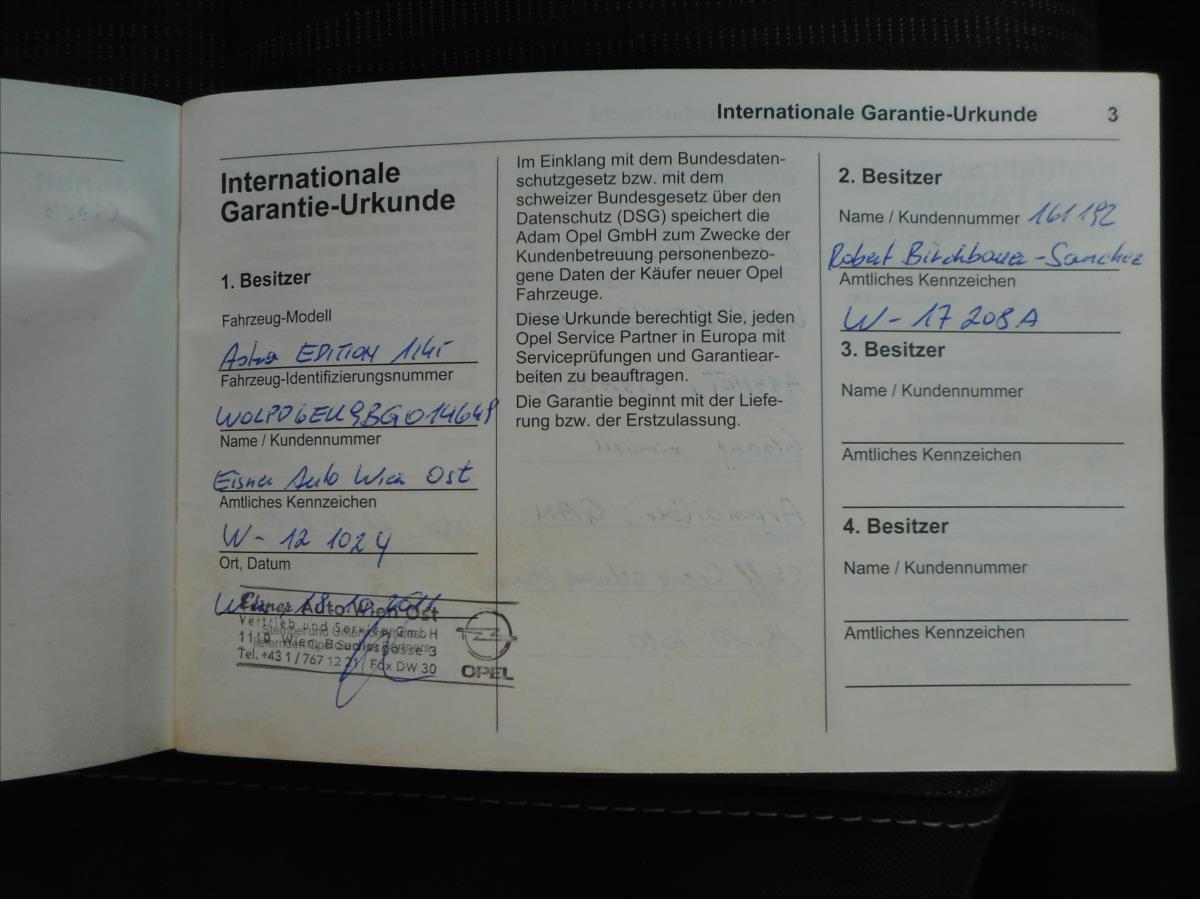 Internationale Garantie-Urkunde 3
Internationale
Garantie-Urkunde
1. Besitzer
Fahrzeug-Modell
Astra EDITION 1,4i
Fahrzeug-Identifizierungsnummer
Name / Kundennummer
Eisner Auto Wien Ost
Amtliches Kennzeichen
W-12 102 Y
Ort, Datum
Eisner Auto Wien Ost
Vertrieb und Service GmbH
1110 Wien,
Tel. +43 1 / 767 12 21 Fax DW 30
OPEL
Im Einklang mit dem Bundesdaten-
schutzgesetz bzw. mit dem
schweizer Bundesgesetz über den
Datenschutz (DSG) speichert die
Adam Opel GmbH zum Zwecke der
Kundenbetreuung personenbezo-
gene Daten der Käufer neuer Opel
Fahrzeuge.
Diese Urkunde berechtigt Sie, jeden
Opel Service Partner in Europa mit
Serviceprüfungen und Garantiear-
beiten zu beauftragen.
Die Garantie beginnt mit der Liefe-
rung bzw. der Erstzulassung.
2. Besitzer
Name / Kundennummer 161 192
Robert Birchbauer-Sanchez
Amtliches Kennzeichen
W-17 208 A
3. Besitzer
Name / Kundennummer
Amtliches Kennzeichen
4. Besitzer
Name / Kundennummer
Amtliches Kennzeichen